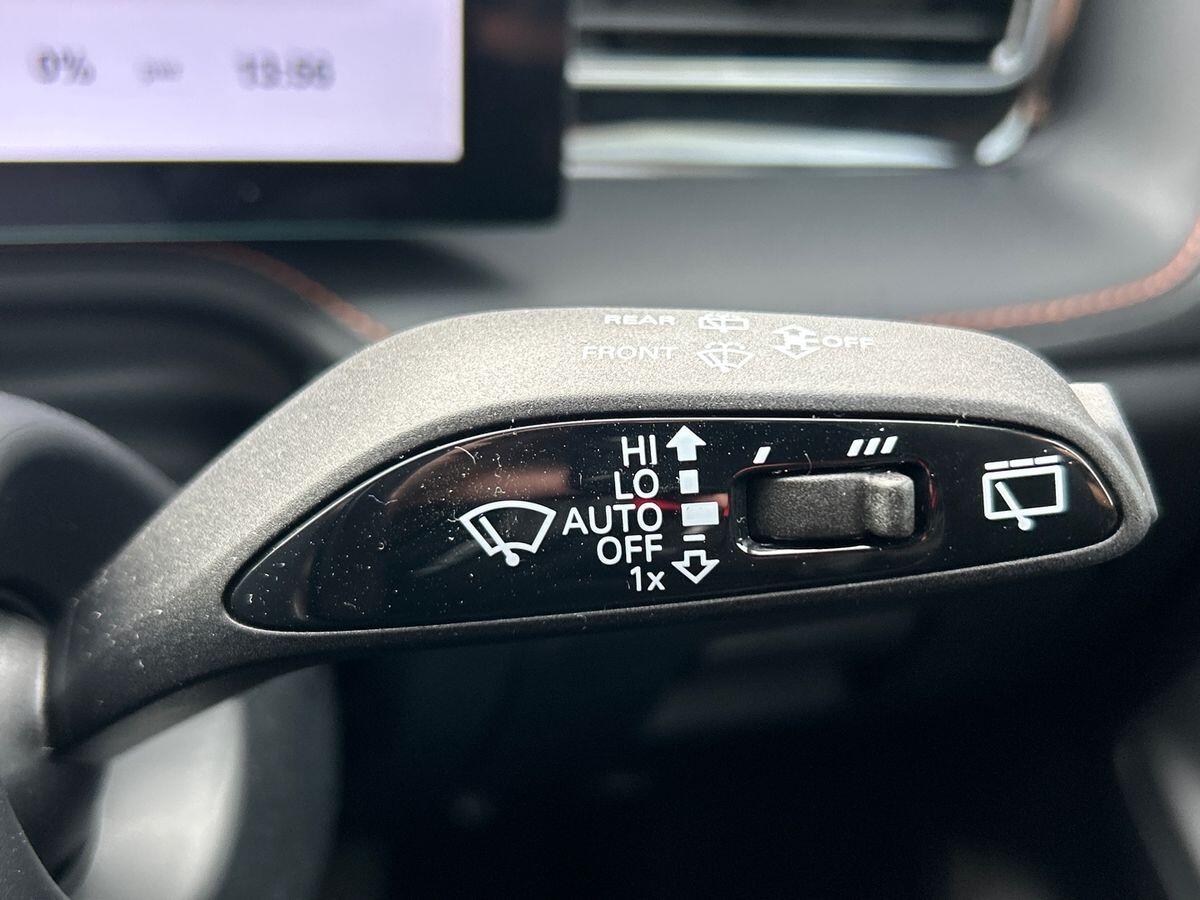 0%
REAR
FRONT OFF
HI
LO
AUTO
OFF
1x